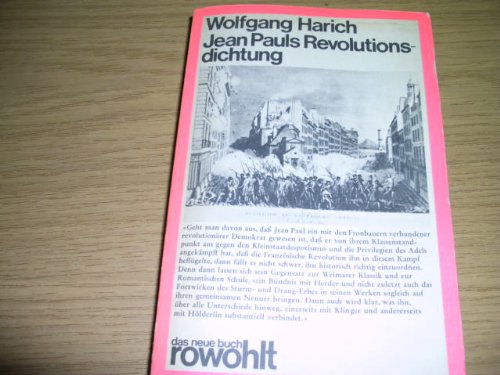 Wolfgang Harich
Jean Pauls Revolutions-
dichtung
»Geht man davon aus, daß Jean Paul ein mit den Fronbauern verbundener
revolutionärer Demokrat gewesen ist, daß er von ihrem Klassenstand-
punkt aus gegen den Kleinstaatdespotismus und die Privilegien des Adels
angekämpft hat, daß die Französische Revolution ihn in diesem Kampf
beflügelte, dann fällt es nicht schwer, ihn historisch richtig einzuordnen.
Denn dann lassen sich sein Gegensatz zur Weimarer Klassik und zur
Romantischen Schule, sein Bündnis mit Herder und nicht zuletzt auch das
Fortwirken des Sturm- und Drang-Erbes in seinen Werken sogleich auf
ihren gemeinsamen Nenner bringen. Dann auch wird klar, was ihn,
über alle Unterschiede hinweg, einerseits mit Klinger und andererseits
mit Hölderlin substantiell verbindet.«
das neue buch
rowohlt